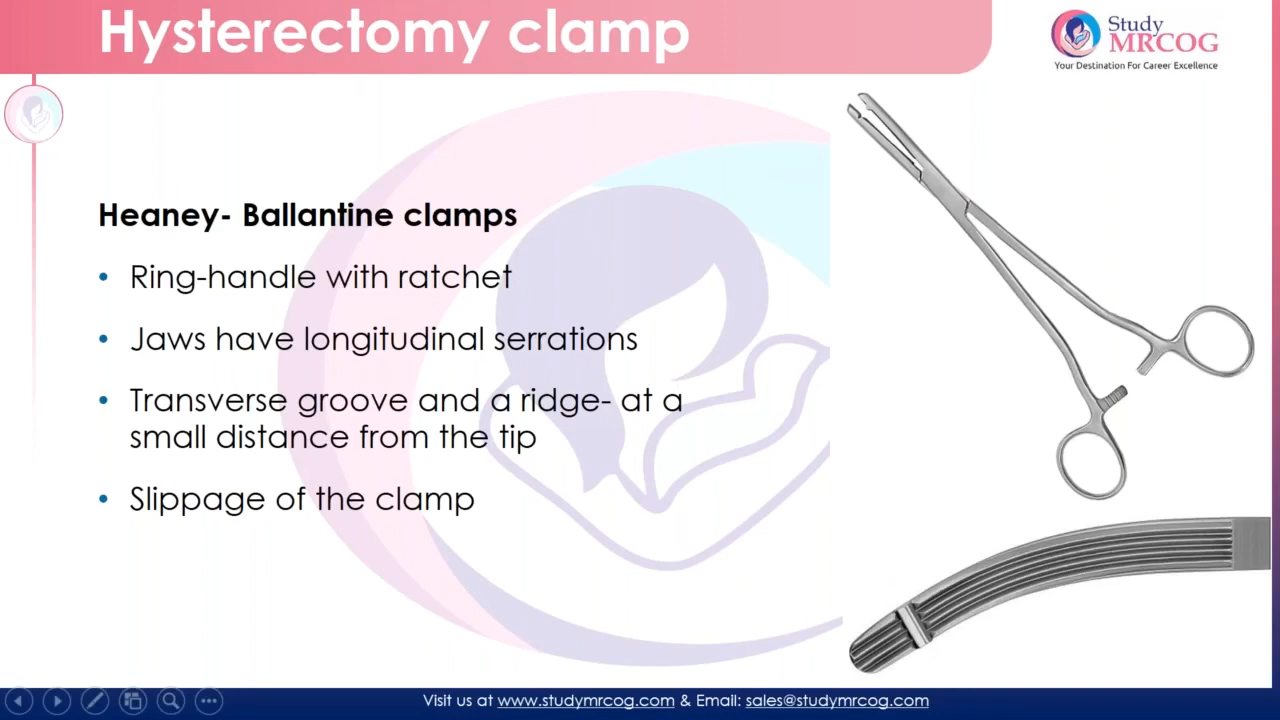 Hysterectomy clamp
Study
MRCOG
Your Destination For Career Excellence
Heaney- Ballantine clamps
• Ring-handle with ratchet
• Jaws have longitudinal serrations
• Transverse groove and a ridge- at a
small distance from the tip
• Slippage of the clamp
Visit us at www.studymrcog.com & Email: sales@studymrcog.com